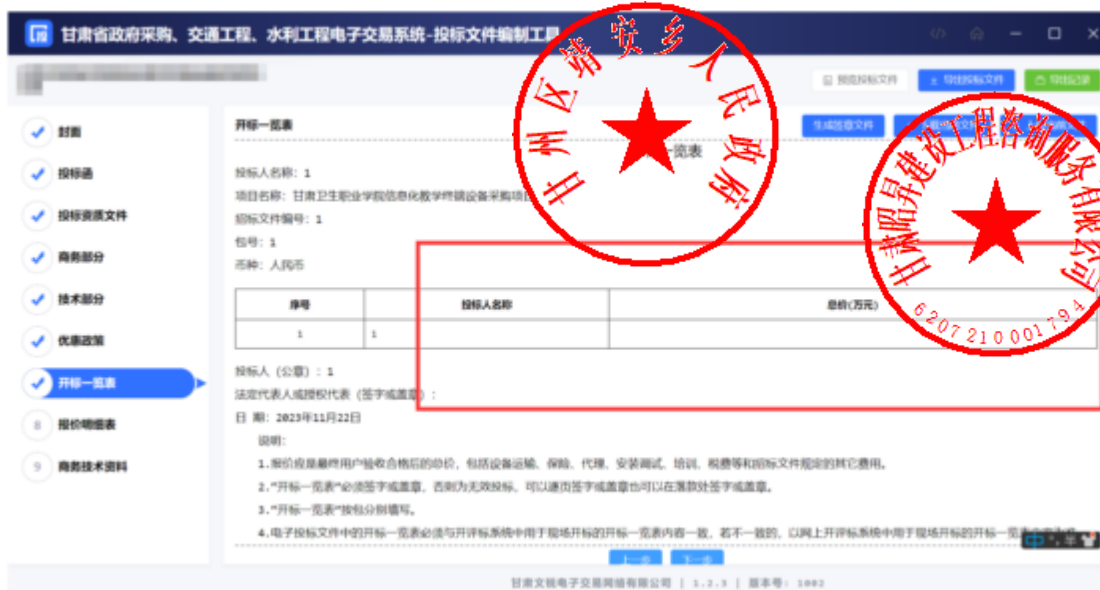 甘肃省政府采购、交通工程、水利工程电子交易系统-投标文件编制工具
预览投标文件
导出投标文件
导出记录
封面
投标函
投标资质文件
商务部分
技术部分
优惠政策
开标一览表
8 报价明细表
9 商务技术资料
开标一览表
生成签章文件
一览表
投标人名称：1
项目名称：甘肃卫生职业学院信息化教学终端设备采购项目
招标文件编号：1
包号：1
币种：人民币
序号 投标人名称 总价(万元)
1 1
投标人（公章）：1
法定代表人或授权代表（签字或盖章）：
日 期：2023年11月22日
说明：
1.报价应是最终用户验收合格后的总价，包括设备运输、保险、代理、安装调试、培训、税费等和招标文件规定的其它费用。
2."开标一览表"必须签字或盖章，否则为无效投标，可以逐页签字或盖章也可以在落款处签字或盖章。
3."开标一览表"按包分别填写。
4.电子投标文件中的开标一览表必须与开评标系统中用于现场开标的开标一览表内容一致，若不一致的，以网上开评标系统中用于现场开标的开标一览
上一步
下一步
甘肃文锐电子交易网络有限公司 | 1.2.3 | 版本号：1002
甘州区靖安乡人民政府
甘肃昭昇建设工程咨询服务有限公司
6207210001794
中
半